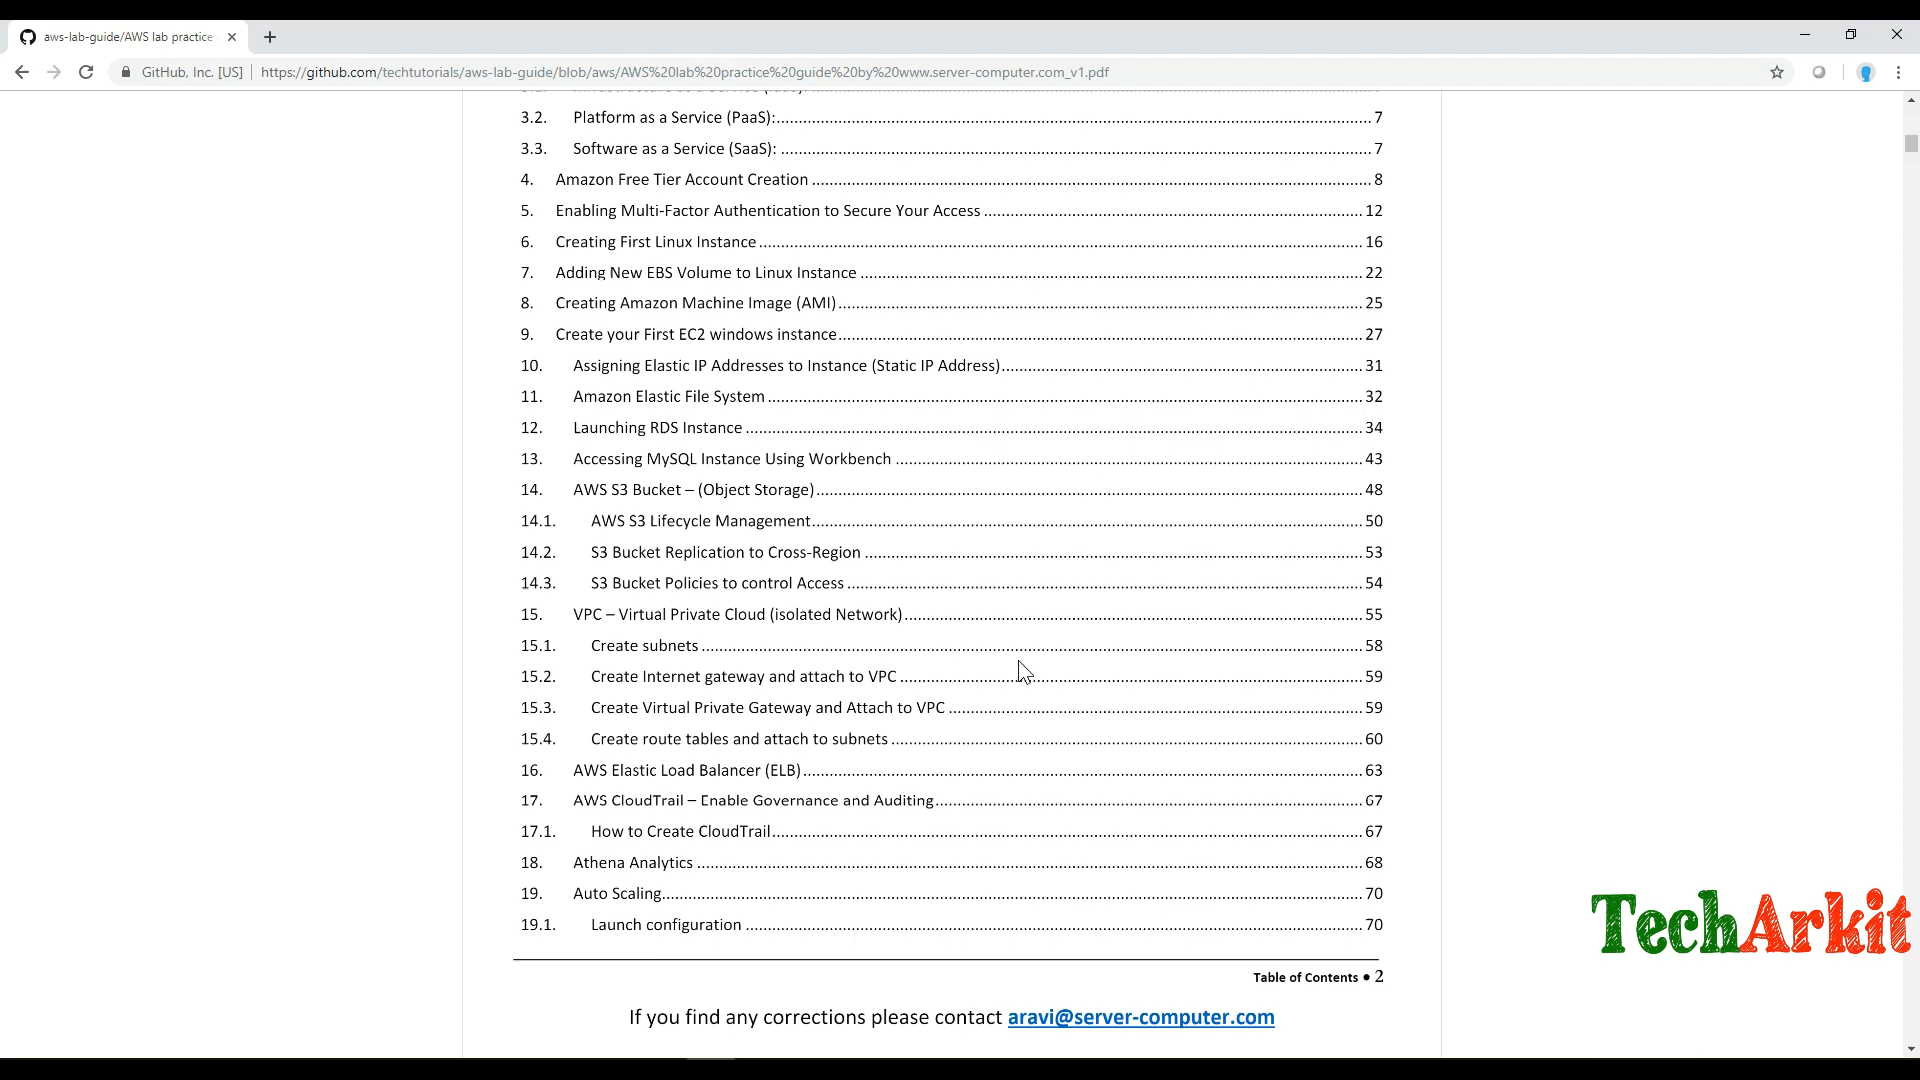 aws-lab-guide/AWS lab practice
GitHub, Inc. [US] https://github.com/techtutorials/aws-lab-guide/blob/aws/AWS%20lab%20practice%20guide%20by%20www.server-computer.com_v1.pdf
3.2. Platform as a Service (PaaS): 7
3.3. Software as a Service (SaaS): 7
4. Amazon Free Tier Account Creation 8
5. Enabling Multi-Factor Authentication to Secure Your Access 12
6. Creating First Linux Instance 16
7. Adding New EBS Volume to Linux Instance 22
8. Creating Amazon Machine Image (AMI) 25
9. Create your First EC2 windows instance 27
10. Assigning Elastic IP Addresses to Instance (Static IP Address) 31
11. Amazon Elastic File System 32
12. Launching RDS Instance 34
13. Accessing MySQL Instance Using Workbench 43
14. AWS S3 Bucket – (Object Storage) 48
14.1. AWS S3 Lifecycle Management 50
14.2. S3 Bucket Replication to Cross-Region 53
14.3. S3 Bucket Policies to control Access 54
15. VPC – Virtual Private Cloud (isolated Network) 55
15.1. Create subnets 58
15.2. Create Internet gateway and attach to VPC 59
15.3. Create Virtual Private Gateway and Attach to VPC 59
15.4. Create route tables and attach to subnets 60
16. AWS Elastic Load Balancer (ELB) 63
17. AWS CloudTrail – Enable Governance and Auditing 67
17.1. How to Create CloudTrail 67
18. Athena Analytics 68
19. Auto Scaling 70
19.1. Launch configuration 70
TechArkit
Table of Contents • 2
If you find any corrections please contact aravi@server-computer.com